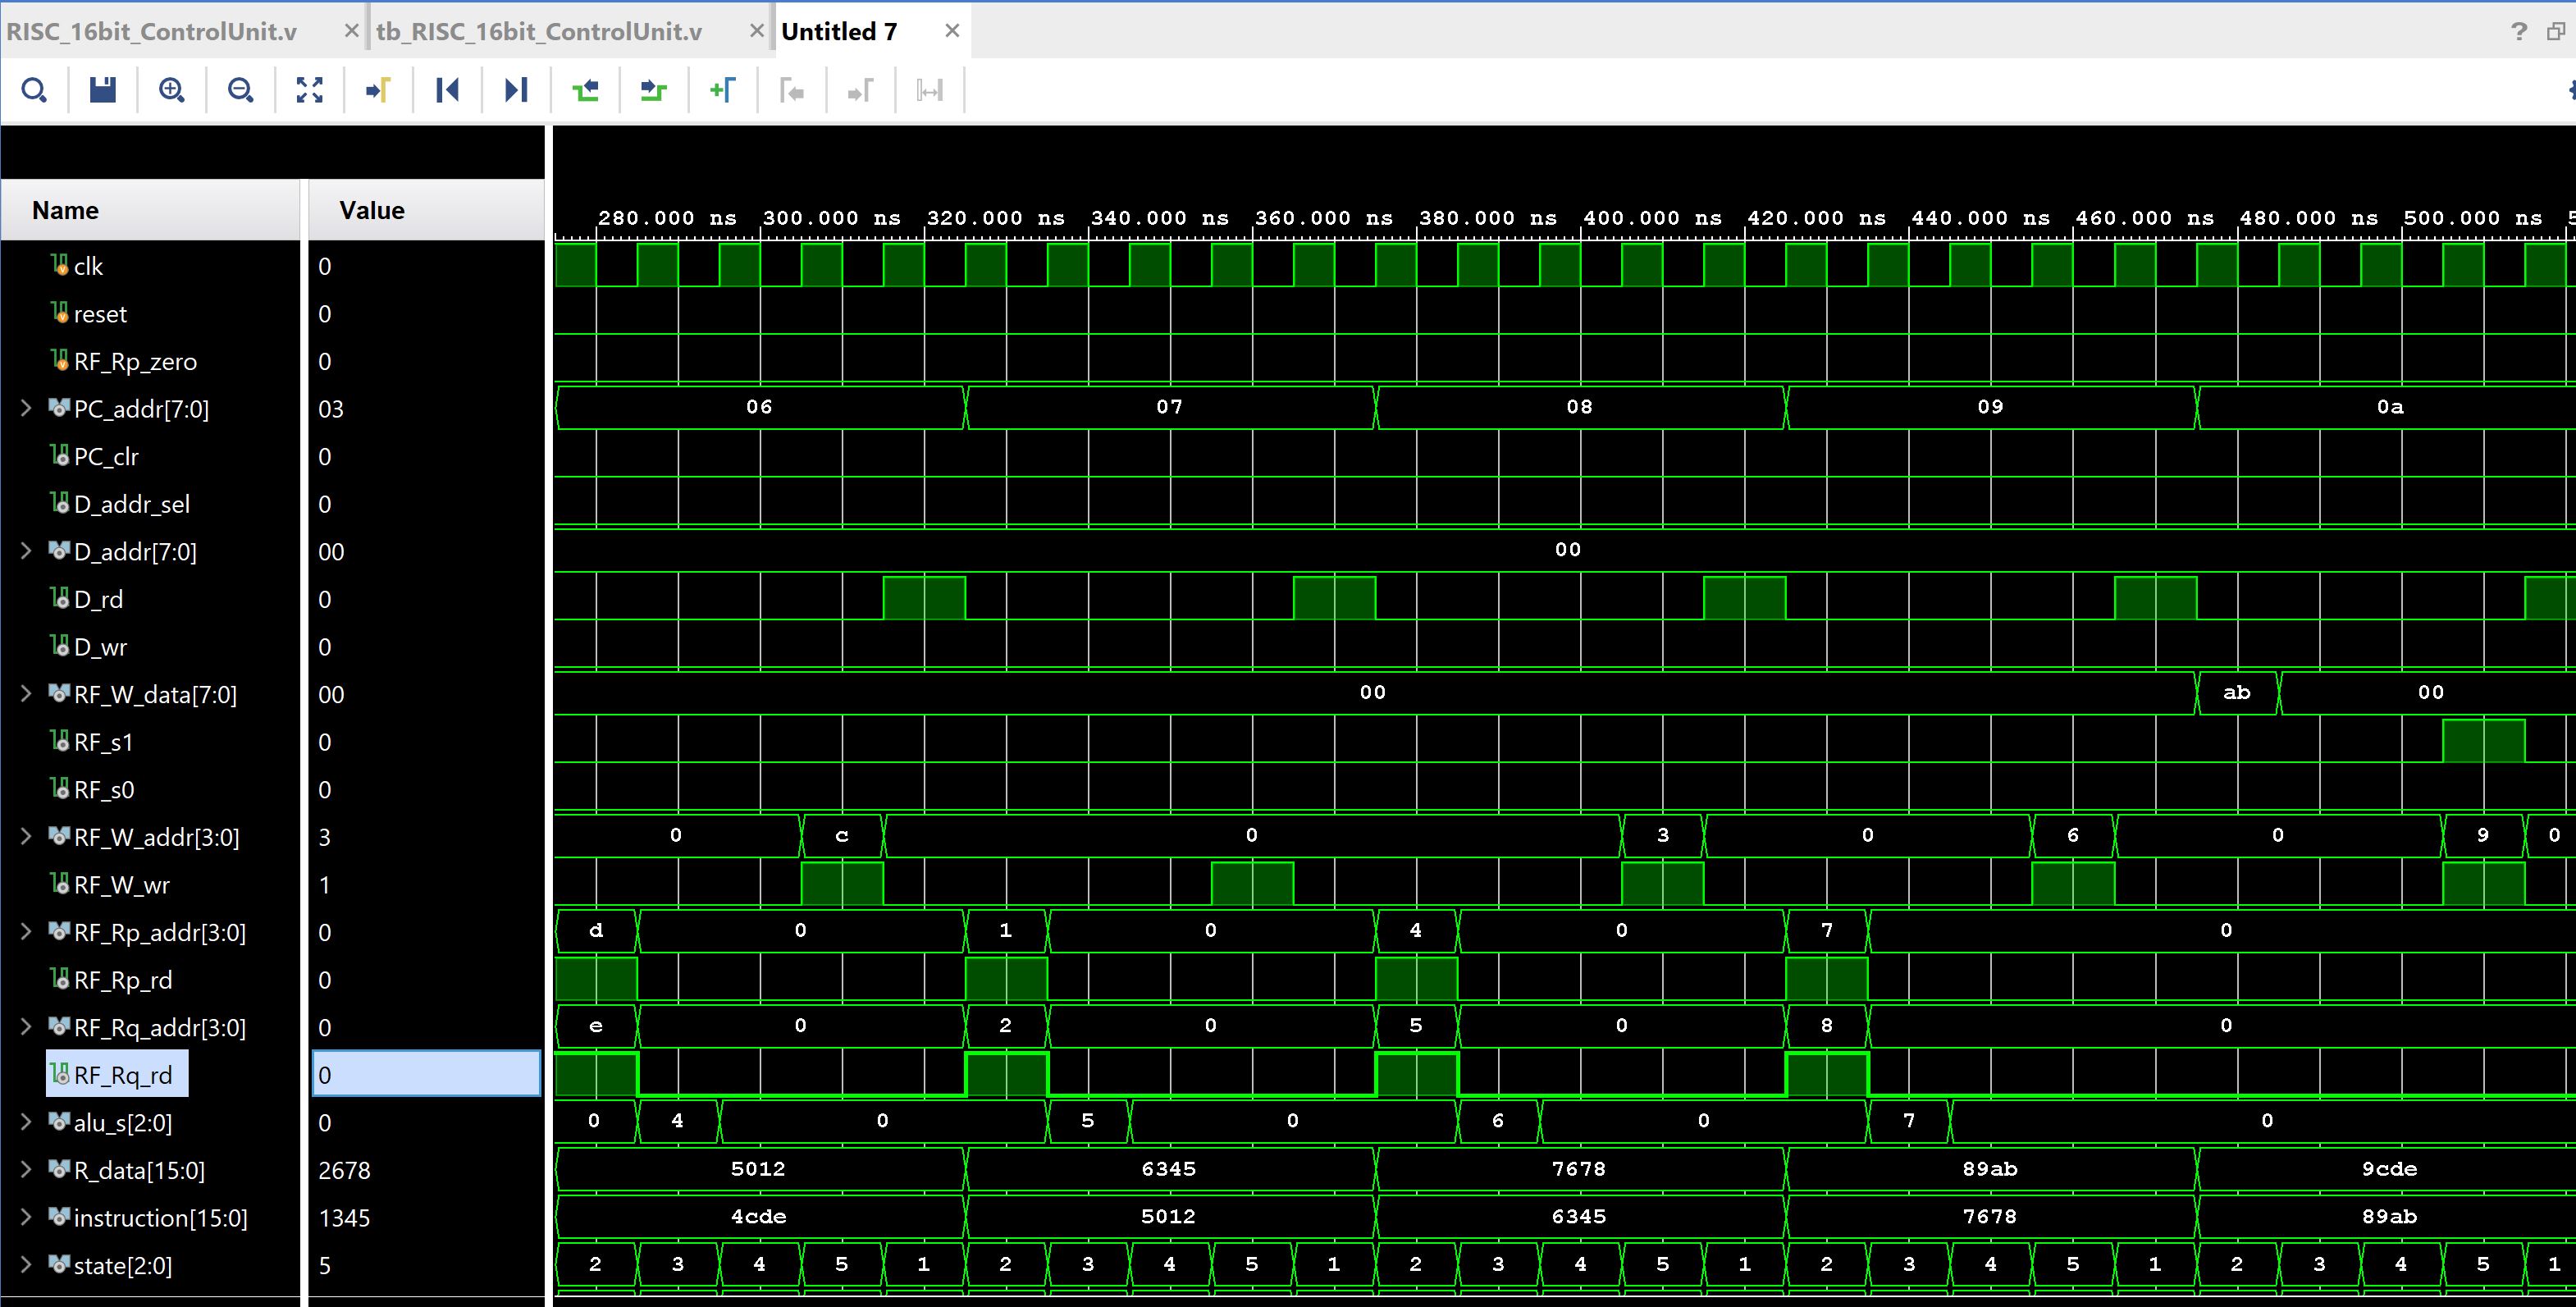 RISC_16bit_ControlUnit.v × tb_RISC_16bit_ControlUnit.v × Untitled 7 × ?
Name Value 280.000 ns 300.000 ns 320.000 ns 340.000 ns 360.000 ns 380.000 ns 400.000 ns 420.000 ns 440.000 ns 460.000 ns 480.000 ns 500.000 ns
clk 0
reset 0
RF_Rp_zero 0
PC_addr[7:0] 03 06 07 08 09 0a
PC_clr 0
D_addr_sel 0
D_addr[7:0] 00 00
D_rd 0
D_wr 0
RF_W_data[7:0] 00 00 ab 00
RF_s1 0
RF_s0 0
RF_W_addr[3:0] 3 0 c 0 3 0 6 0 9 0
RF_W_wr 1
RF_Rp_addr[3:0] 0 d 0 1 0 4 0 7 0
RF_Rp_rd 0
RF_Rq_addr[3:0] 0 e 0 2 0 5 0 8 0
RF_Rq_rd 0
alu_s[2:0] 0 0 4 0 5 0 6 0 7 0
R_data[15:0] 2678 5012 6345 7678 89ab 9cde
instruction[15:0] 1345 4cde 5012 6345 7678 89ab
state[2:0] 5 2 3 4 5 1 2 3 4 5 1 2 3 4 5 1 2 3 4 5 1 2 3 4 5 1